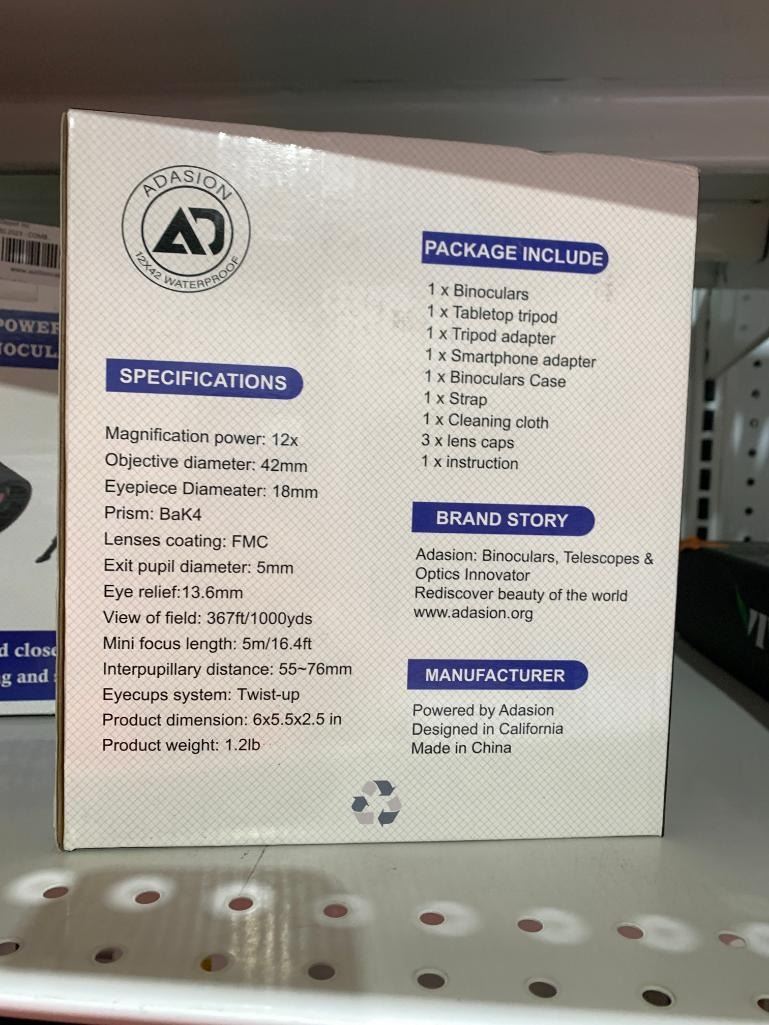 ADASION
AD
12X42 WATERPROOF
SPECIFICATIONS
Magnification power: 12x
Objective diameter: 42mm
Eyepiece Diameater: 18mm
Prism: BaK4
Lenses coating: FMC
Exit pupil diameter: 5mm
Eye relief:13.6mm
View of field: 367ft/1000yds
Mini focus length: 5m/16.4ft
Interpupillary distance: 55~76mm
Eyecups system: Twist-up
Product dimension: 6x5.5x2.5 in
Product weight: 1.2lb
PACKAGE INCLUDE
1 x Binoculars
1 x Tabletop tripod
1 x Tripod adapter
1 x Smartphone adapter
1 x Binoculars Case
1 x Strap
1 x Cleaning cloth
3 x lens caps
1 x instruction
BRAND STORY
Adasion: Binoculars, Telescopes &
Optics Innovator
Rediscover beauty of the world
www.adasion.org
MANUFACTURER
Powered by Adasion
Designed in California
Made in China
POWER
OCUL
d close
g and